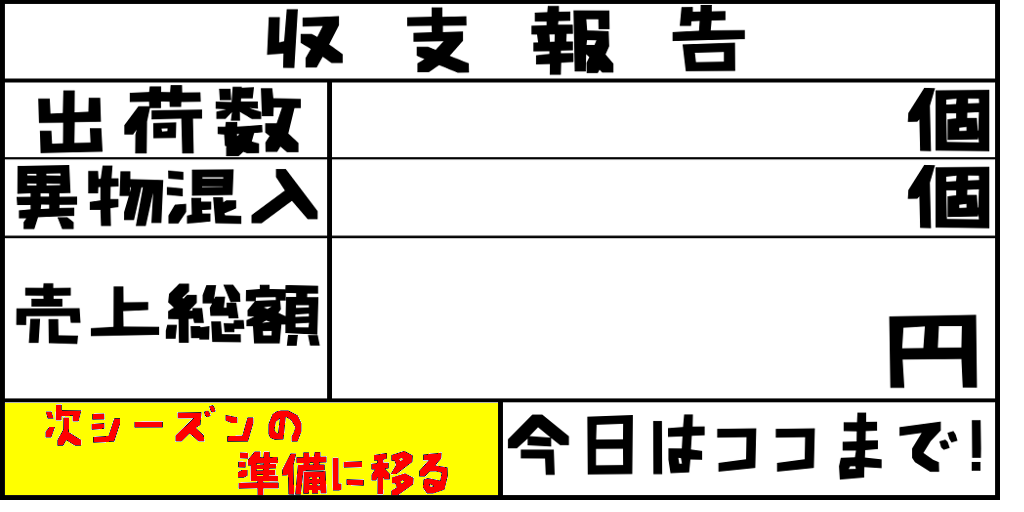 収支報告
出荷数 個
異物混入 個
売上総額 円
次シーズンの
準備に移る
今日はココまで!